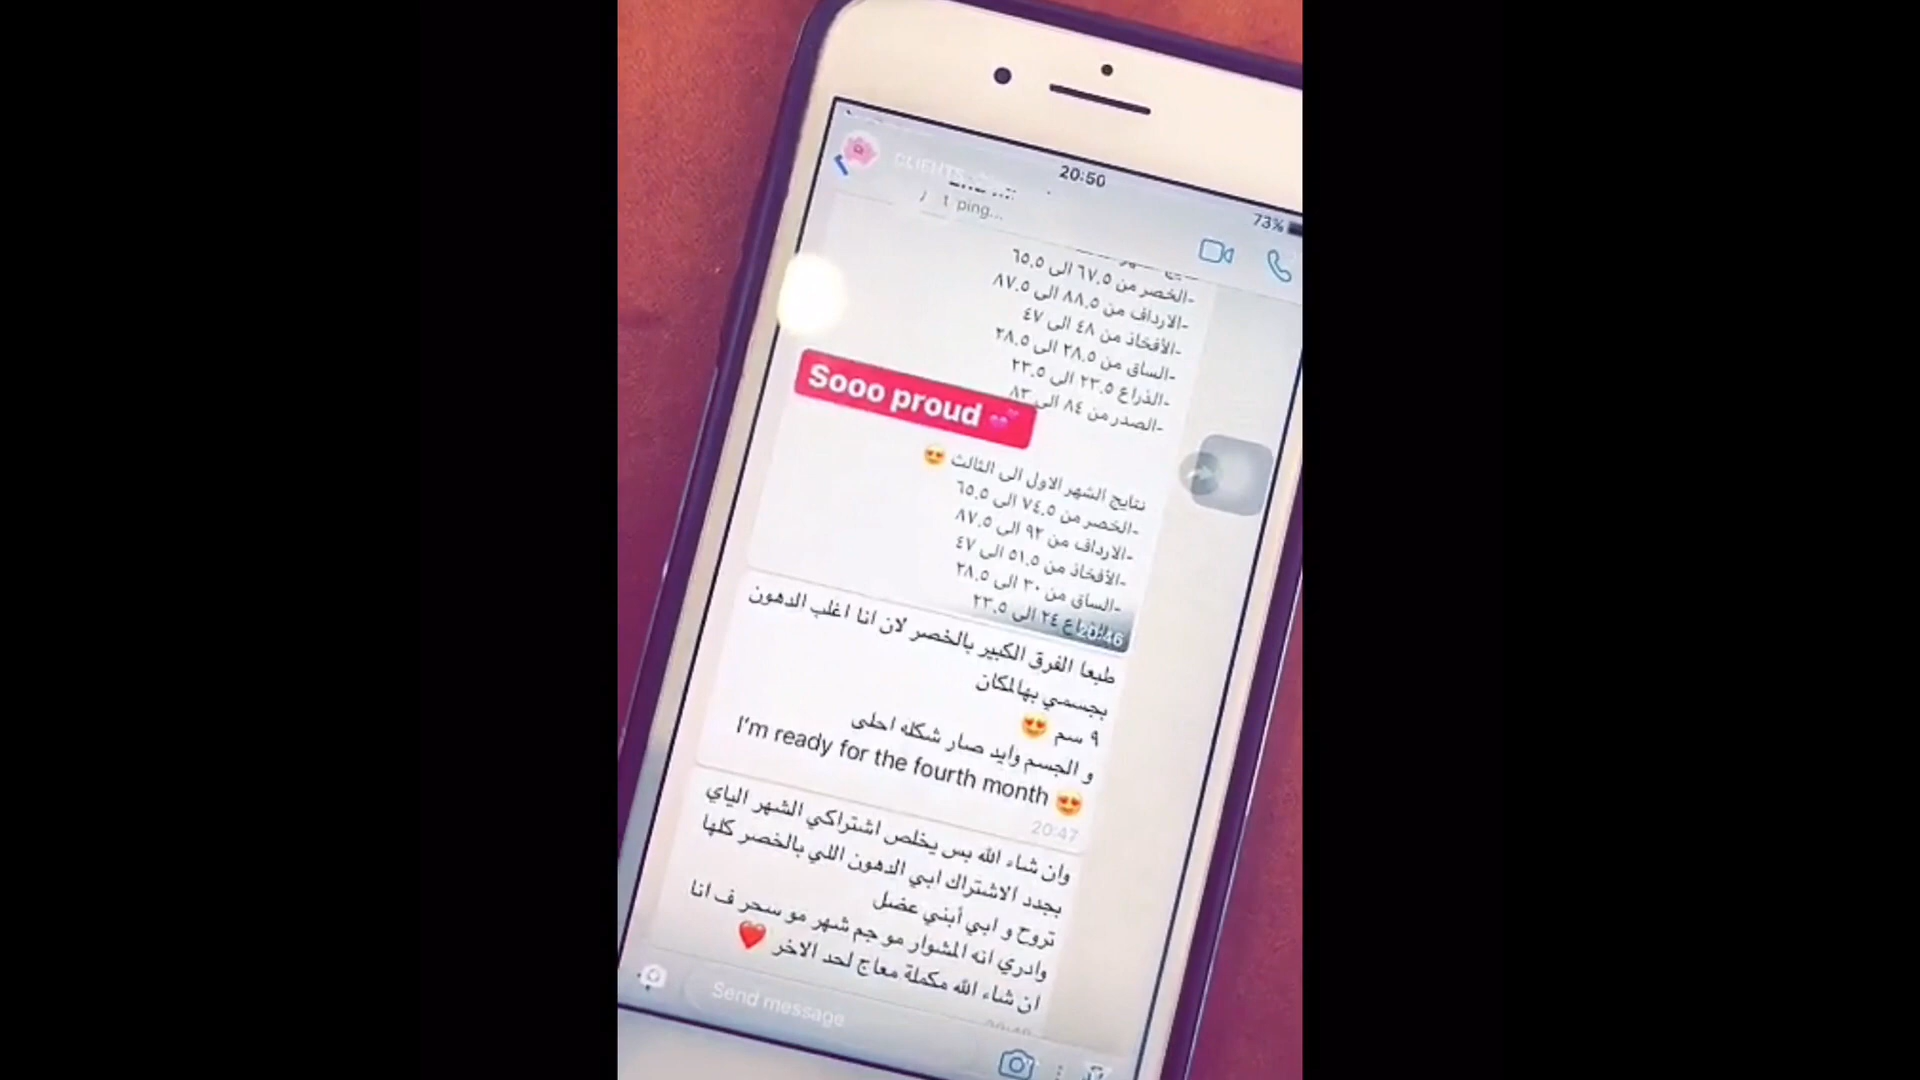 20:50
73%
CLIENTS
ping...
-الخصر من ٦٧،٥ الى ٦٥،٥
-الارداف من ٨٨،٥ الى ٨٧،٥
-الأفخاذ من ٤٨ الى ٤٧
-الساق من ٢٨،٥ الى ٢٨،٥
-الذراع ٢٣،٥ الى ٢٣،٥
-الصدر من ٨٤ الى ٨٣
Sooo proud 💕
نتايج الشهر الاول الى الثالث 😍
-الخصر من ٧٤،٥ الى ٦٥،٥
-الارداف من ٩٢ الى ٨٧،٥
-الأفخاذ من ٥١،٥ الى ٤٧
-الساق من ٣٠ الى ٢٨،٥
٢٤ الى ٢٣،٥
20:46
طبعا الفرق الكبير بالخصر لان انا اغلب الدهون
بجسمي بهالمكان
٩ سم 😍
و الجسم وايد صار شكله احلى
I'm ready for the fourth month 😍
20:47
وان شاء الله بس يخلص اشتراكي الشهر الياي
بجدد الاشتراك ابي الدهون اللي بالخصر كلها
تروح و ابي أبني عضل
وادري انه المشوار مو جم شهر مو سحر ف انا
ان شاء الله مكملة معاج لحد الاخر ❤️
Send message